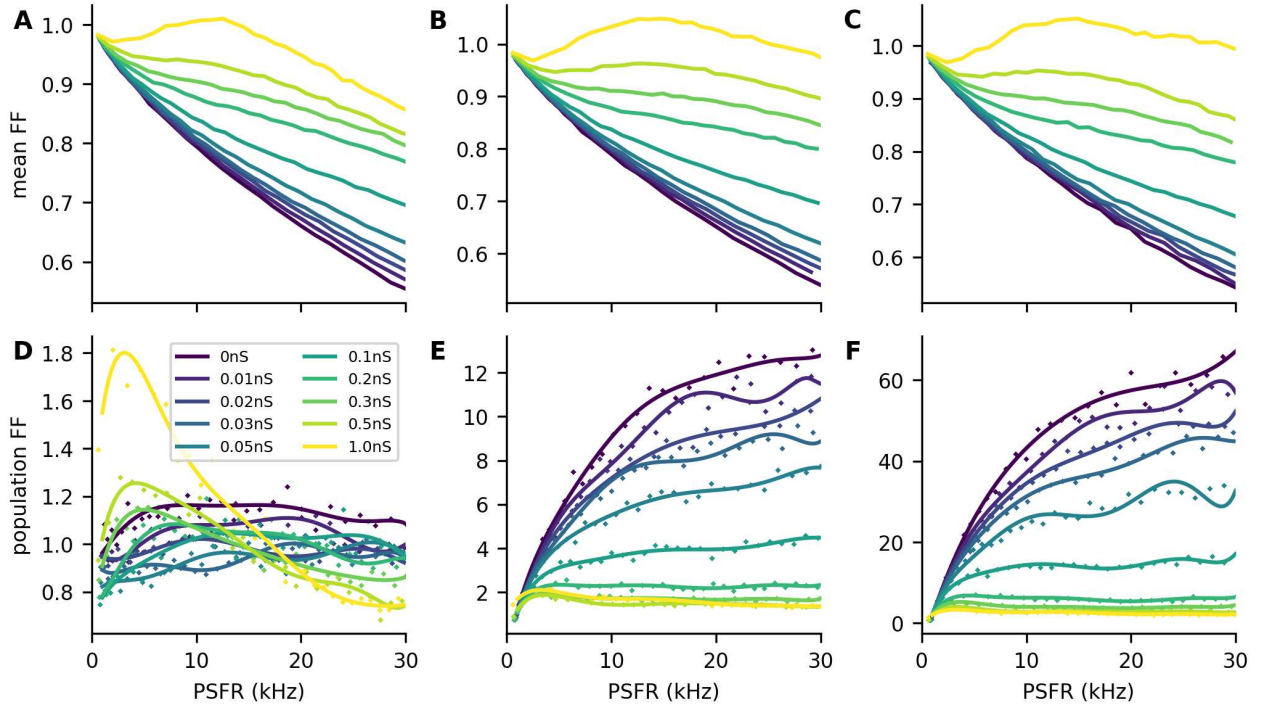 A
B
C
mean FF
1.0
0.9
0.8
0.7
0.6
1.0
0.9
0.8
0.7
0.6
1.0
0.9
0.8
0.7
0.6
D
E
F
population FF
1.8
1.6
1.4
1.2
1.0
0.8
0nS
0.01nS
0.02nS
0.03nS
0.05nS
0.1nS
0.2nS
0.3nS
0.5nS
1.0nS
12
10
8
6
4
2
60
40
20
0
0 10 20 30
0 10 20 30
0 10 20 30
PSFR (kHz)
PSFR (kHz)
PSFR (kHz)